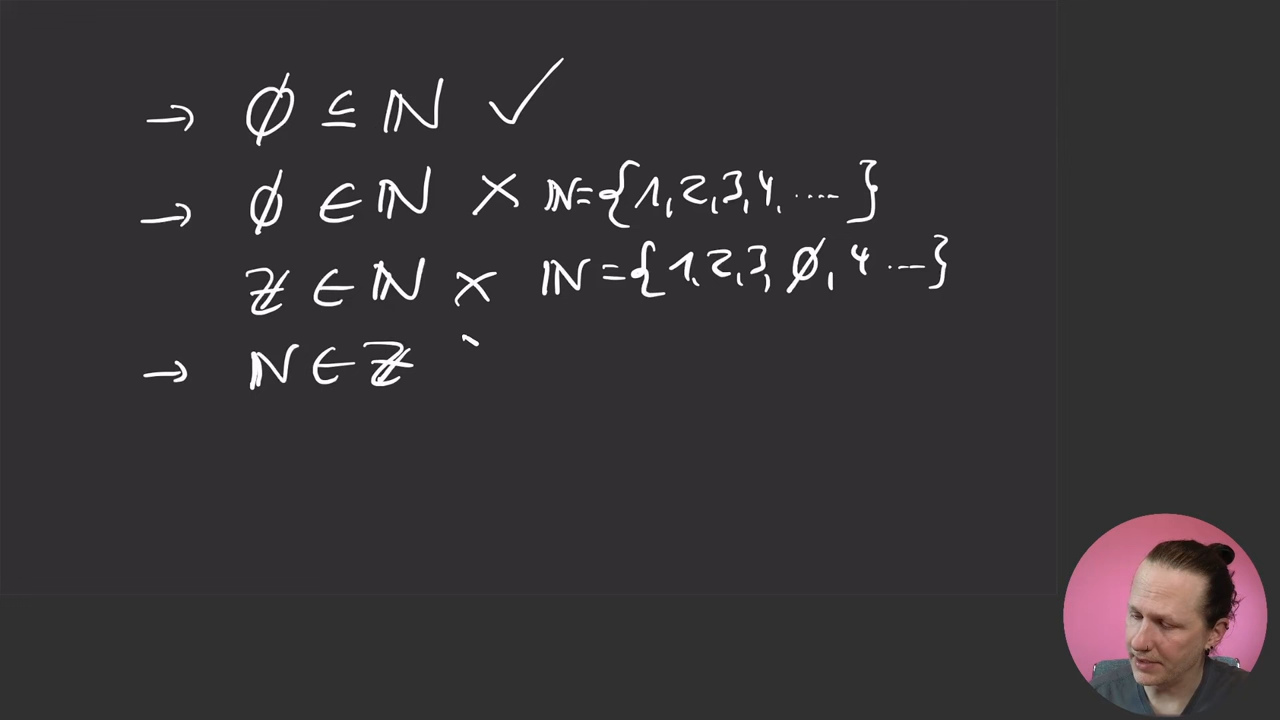 → ∅ ⊆ ℕ ✓
→ ∅ ∈ ℕ × ℕ={1,2,3,4,.....}
ℤ ∈ ℕ × ℕ={1,2,3,∅,4...}
→ ℕ ∈ ℤ